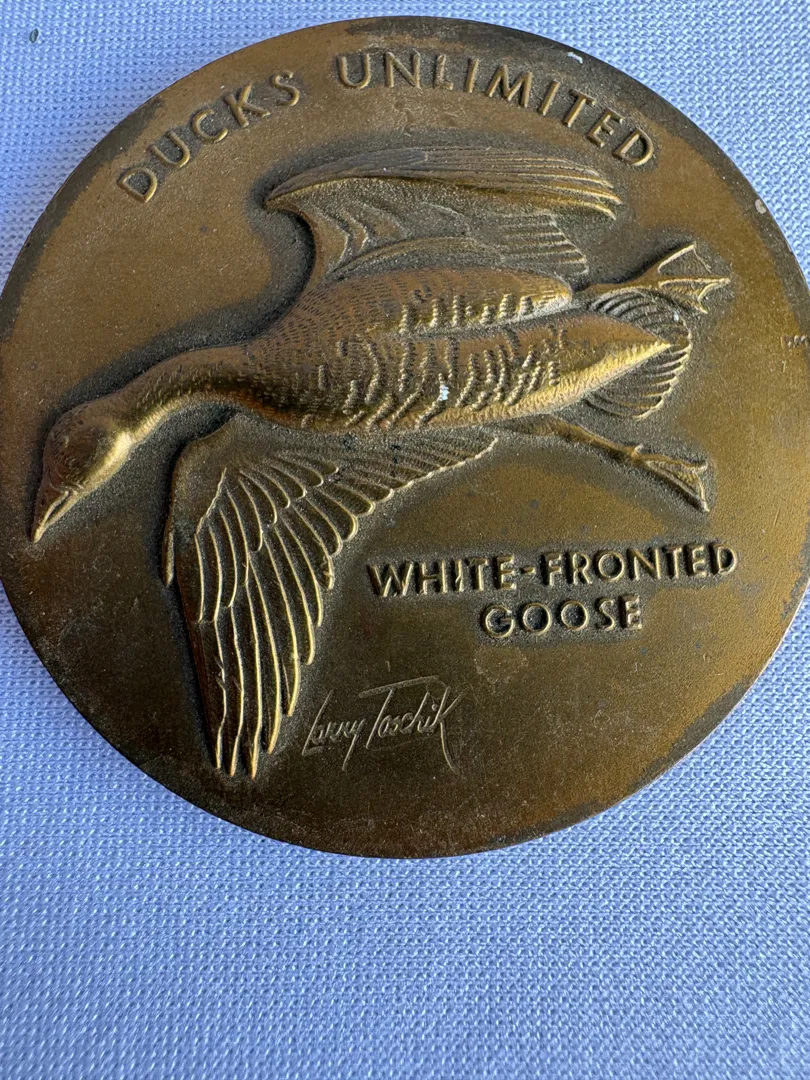 DUCKS UNLIMITED
WHITE-FRONTED
GOOSE
Larry Toschik